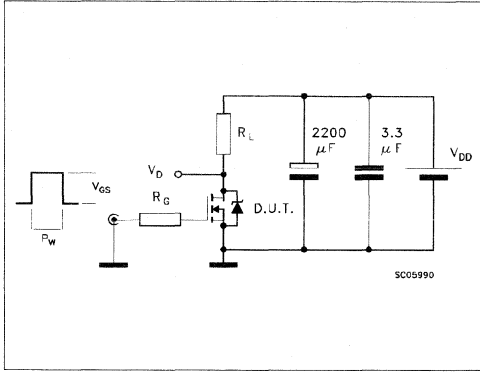 R_L
2200
μF
3.3
μF
V_DD
V_D
V_GS
R_G
D.U.T.
P_W
SC05990